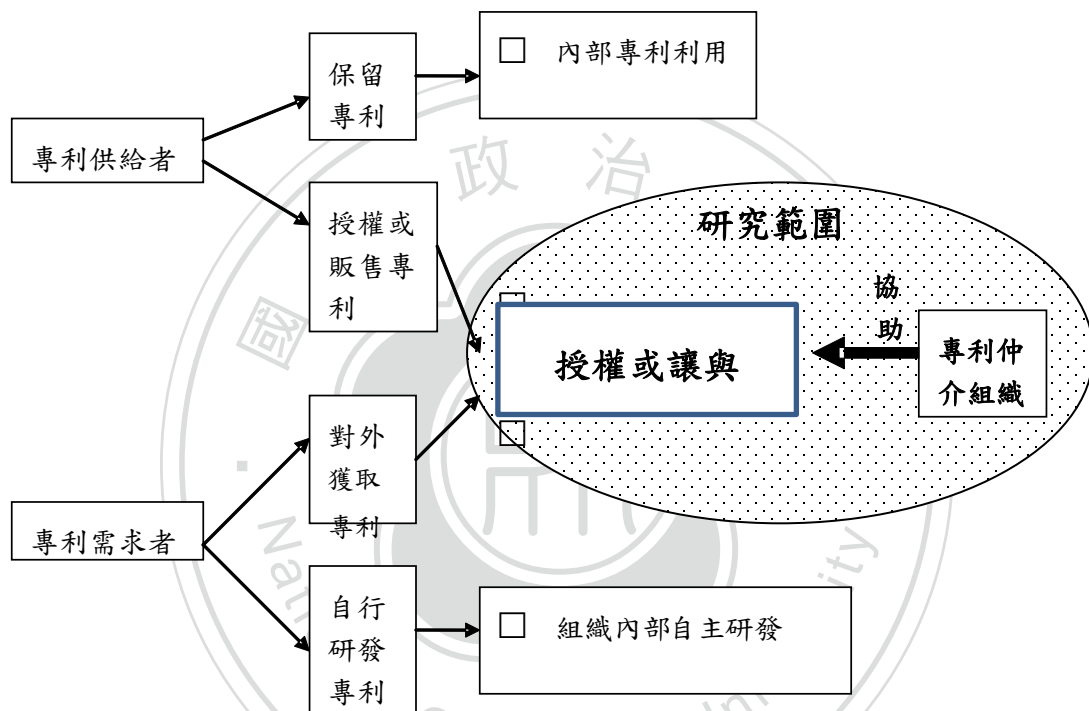 保留
專利
□ 內部專利利用
專利供給者
授權或
販售專
利
研究範圍
協
助
授權或讓與
專利仲
介組織
對外
獲取
專利
專利需求者
自行
研發
專利
□ 組織內部自主研發
國
政
治